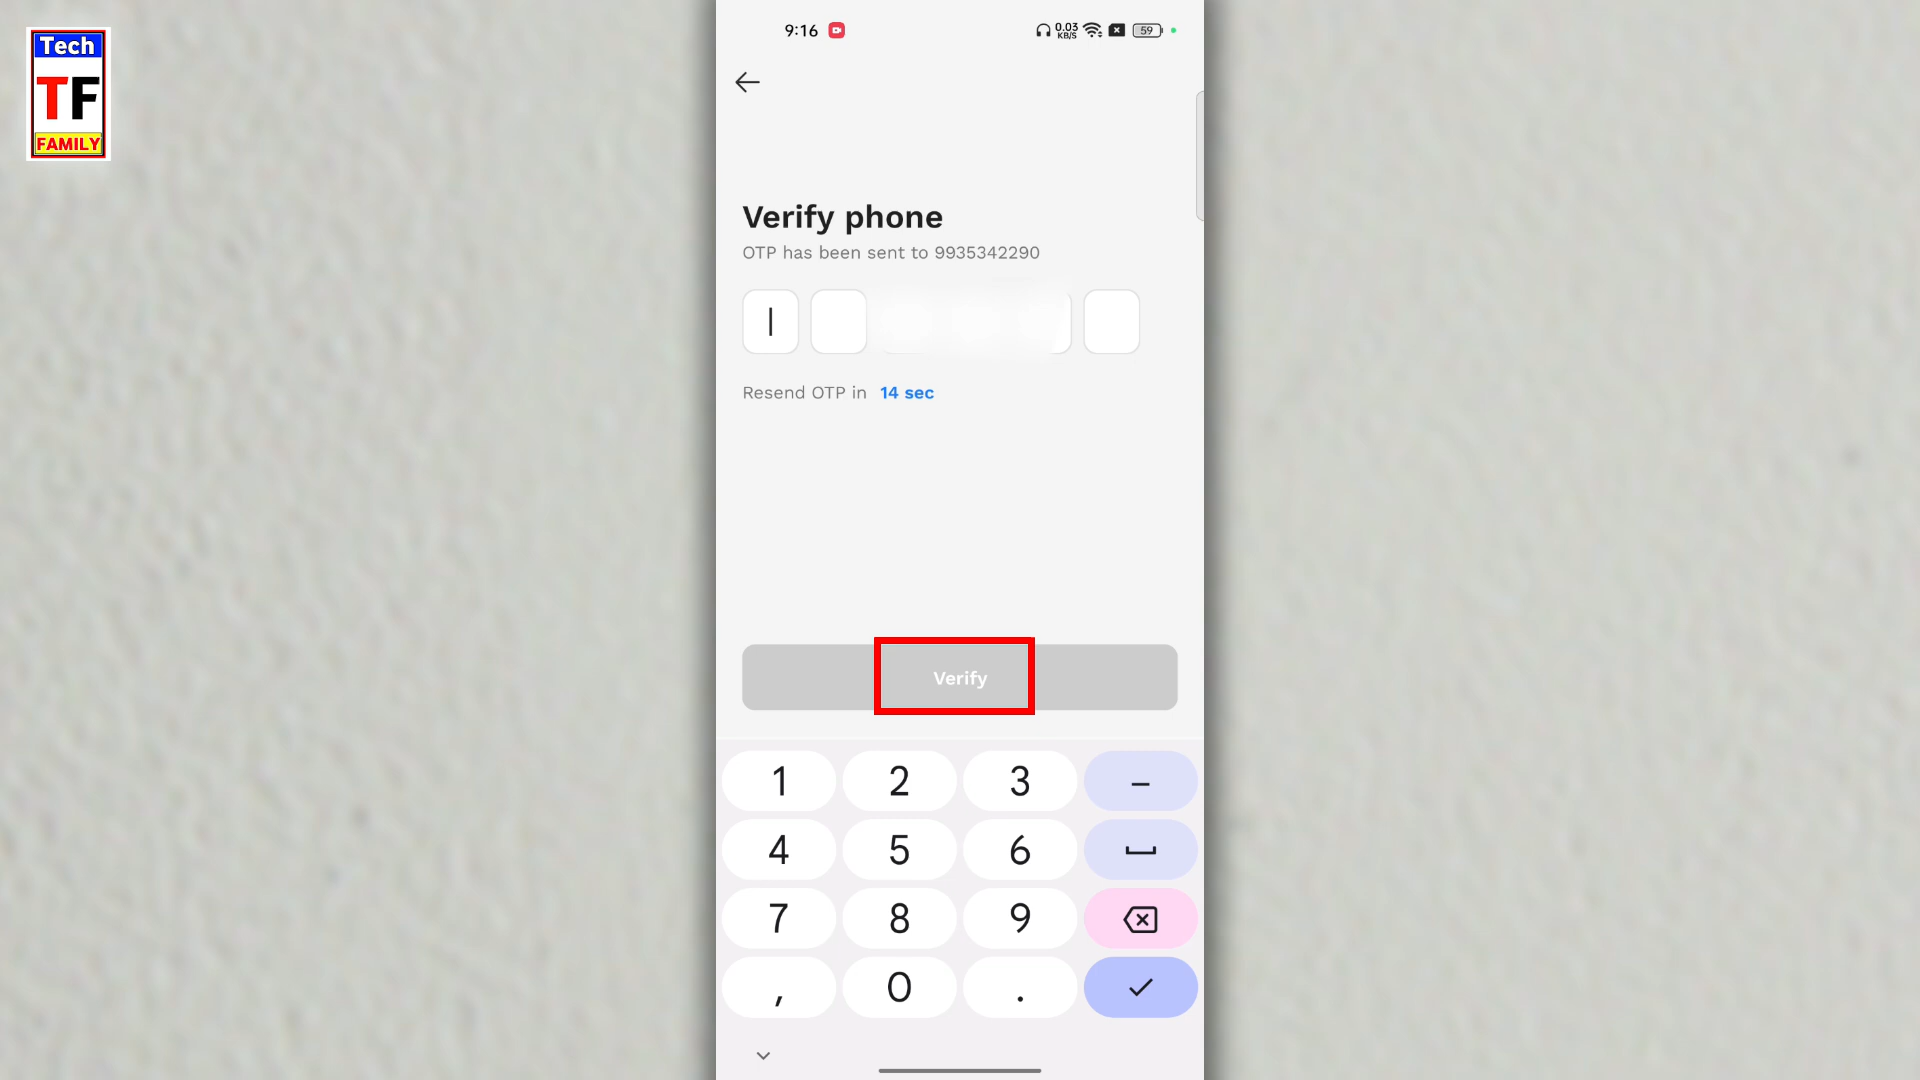 Tech
TF
FAMILY
9:16
0.03
KB/S
59
Verify phone
OTP has been sent to 9935342290
Resend OTP in 14 sec
Verify
1 2 3 –
4 5 6
7 8 9
, 0 .